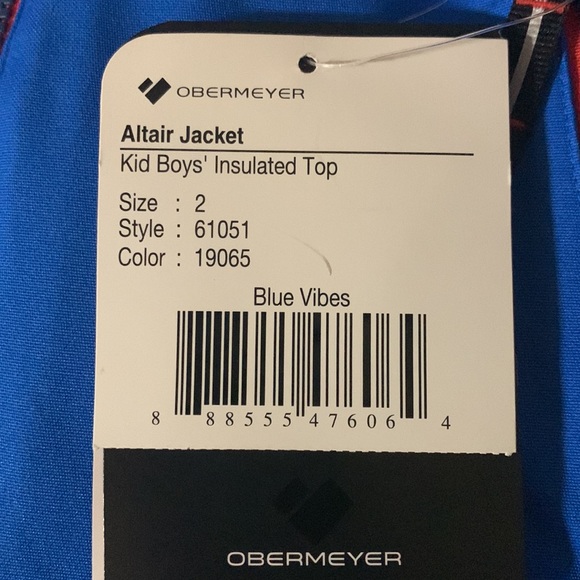 OBERMEYER
Altair Jacket
Kid Boys' Insulated Top
Size : 2
Style : 61051
Color : 19065
Blue Vibes
8 88555 47606 4
OBERMEYER